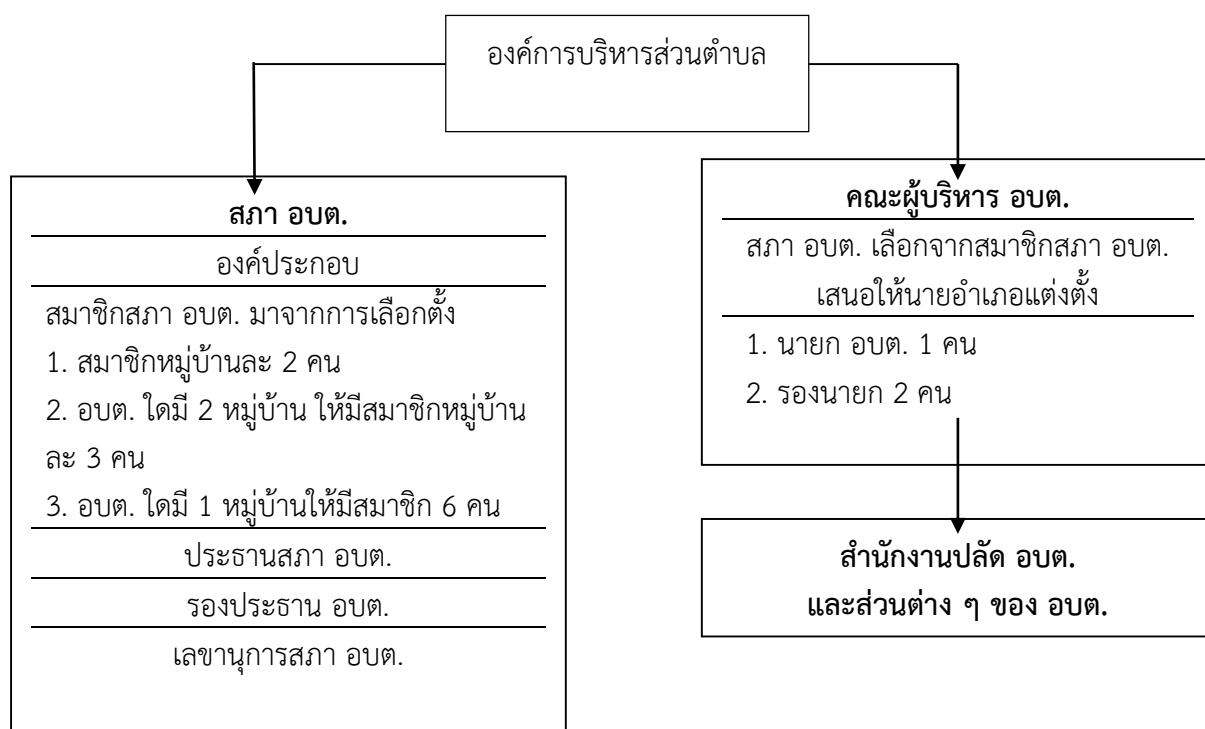 องค์การบริหารส่วนตำบล
สภา อบต.
องค์ประกอบ
สมาชิกสภา อบต. มาจากการเลือกตั้ง
1. สมาชิกหมู่บ้านละ 2 คน
2. อบต. ใดมี 2 หมู่บ้าน ให้มีสมาชิกหมู่บ้าน
ละ 3 คน
3. อบต. ใดมี 1 หมู่บ้านให้มีสมาชิก 6 คน
ประธานสภา อบต.
รองประธาน อบต.
เลขานุการสภา อบต.
คณะผู้บริหาร อบต.
สภา อบต. เลือกจากสมาชิกสภา อบต.
เสนอให้นายอำเภอแต่งตั้ง
1. นายก อบต. 1 คน
2. รองนายก 2 คน
สำนักงานปลัด อบต.
และส่วนต่าง ๆ ของ อบต.